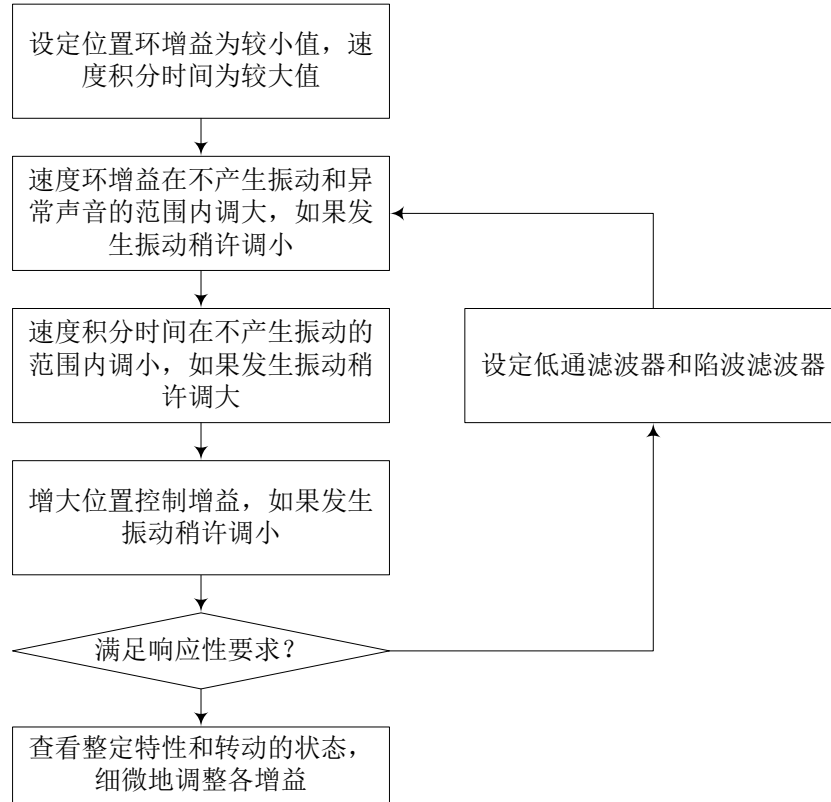 设定位置环增益为较小值，速
度积分时间为较大值
速度环增益在不产生振动和异
常声音的范围内调大，如果发
生振动稍许调小
速度积分时间在不产生振动的
范围内调小，如果发生振动稍
许调大
设定低通滤波器和陷波滤波器
增大位置控制增益，如果发生
振动稍许调小
满足响应性要求？
查看整定特性和转动的状态，
细微地调整各增益